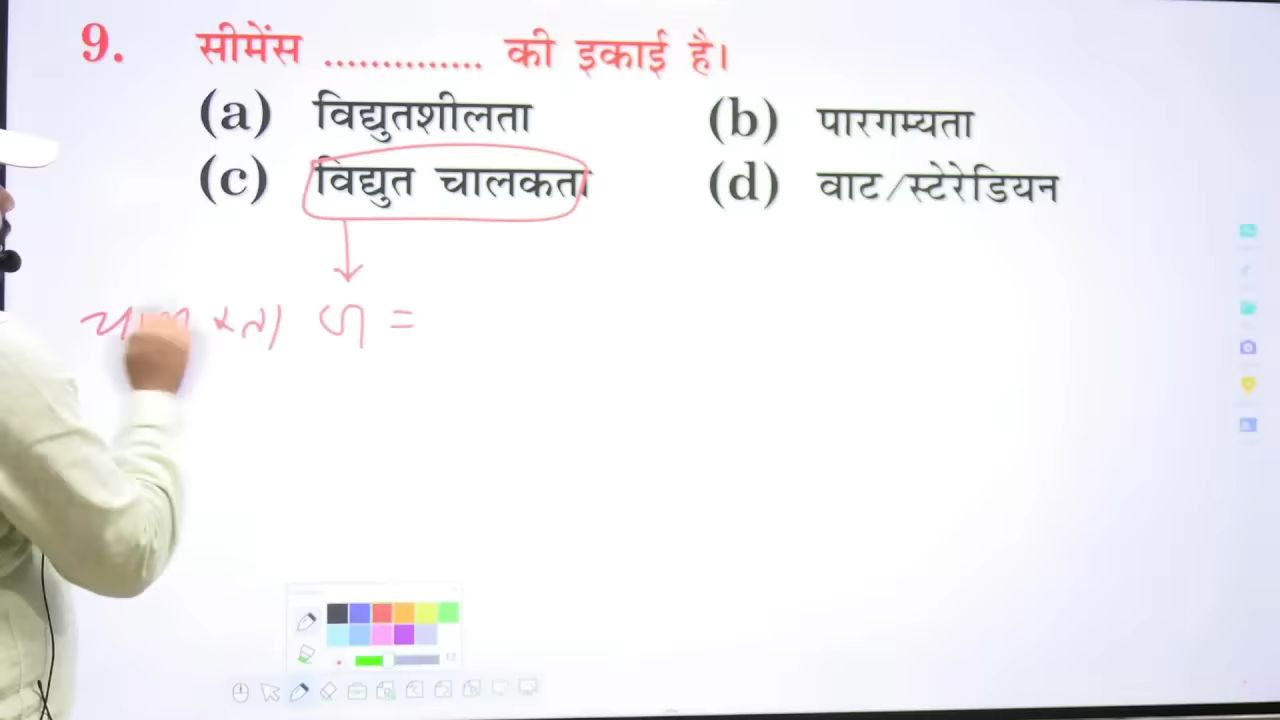 9. सीमेंस .............. की इकाई है।
(a) विद्युतशीलता (b) पारगम्यता
(c) विद्युत चालकता (d) वाट/स्टेरेडियन
=